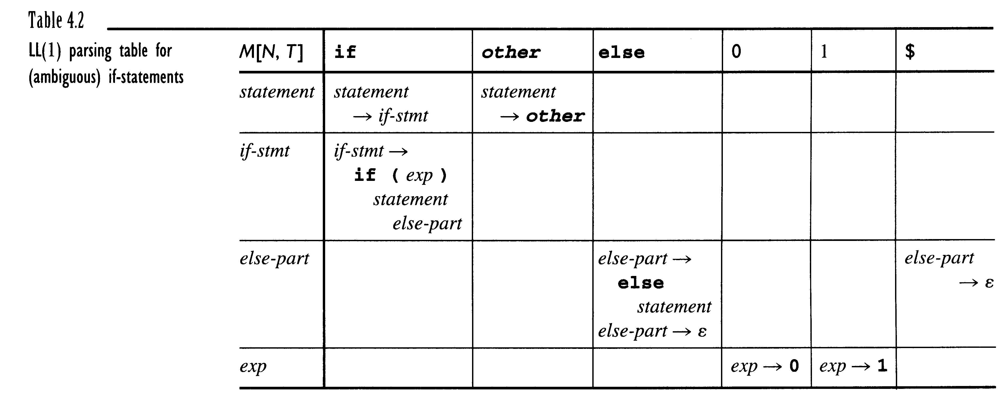 Table 4.2
LL(1) parsing table for
(ambiguous) if-statements
M[N, T] if other else 0 1 $
statement statement statement
→ if-stmt → other
if-stmt if-stmt →
if ( exp )
statement
else-part
else-part else-part → else-part
else → ε
statement
else-part → ε
exp exp → 0 exp → 1